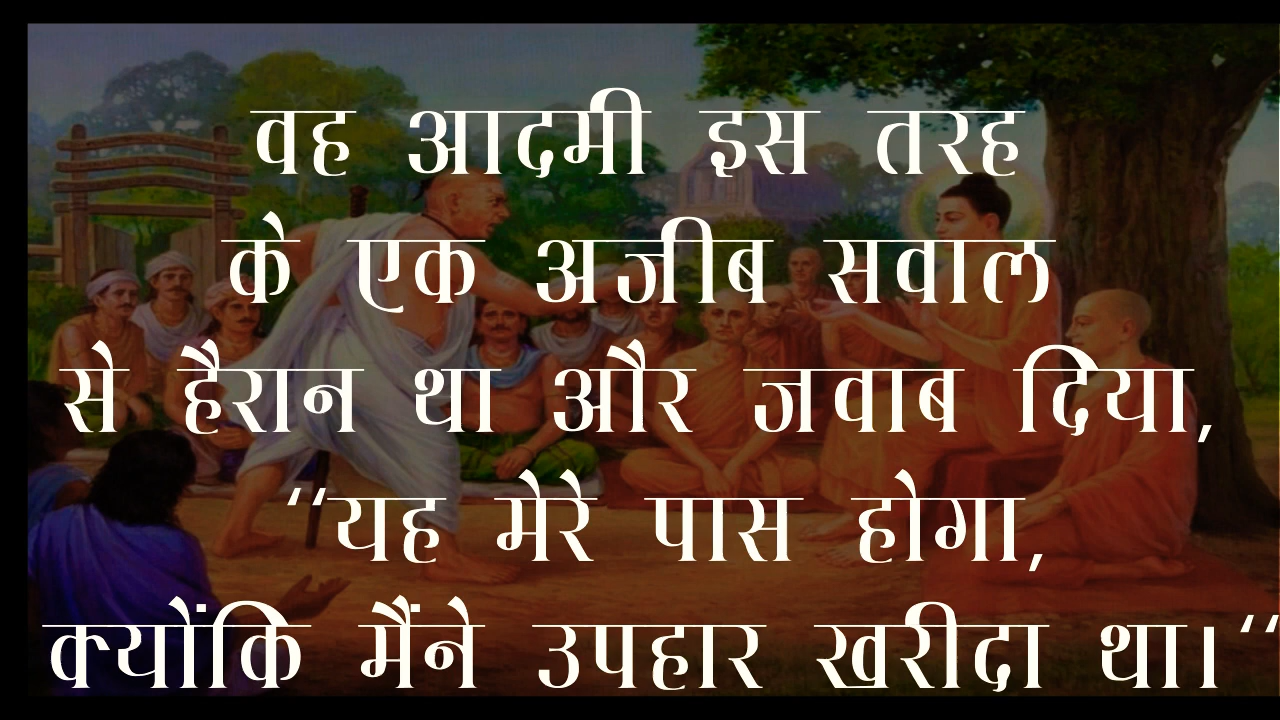 वह आदमी इस तरह
के एक अजीब सवाल
से हैरान था और जवाब दिया,
‘‘यह मेरे पास होगा,
क्योंकि मैंने उपहार खरीदा था।‘‘